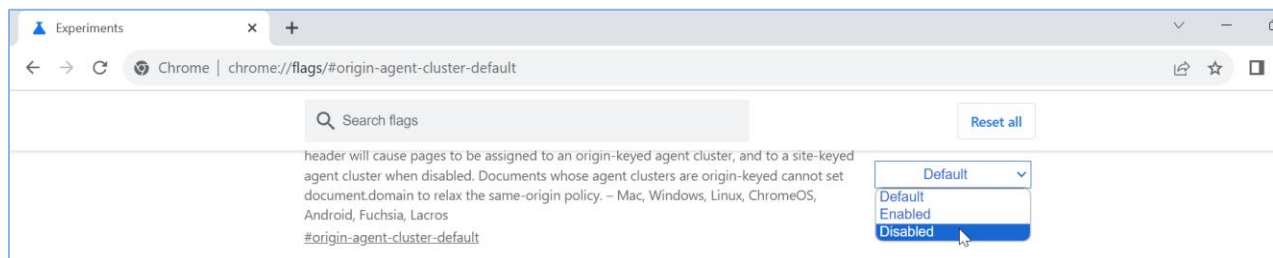 Experiments
Chrome | chrome://flags/#origin-agent-cluster-default
Search flags
Reset all
header will cause pages to be assigned to an origin-keyed agent cluster, and to a site-keyed
agent cluster when disabled. Documents whose agent clusters are origin-keyed cannot set
document.domain to relax the same-origin policy. – Mac, Windows, Linux, ChromeOS,
Android, Fuchsia, Lacros
#origin-agent-cluster-default
Default
Default
Enabled
Disabled